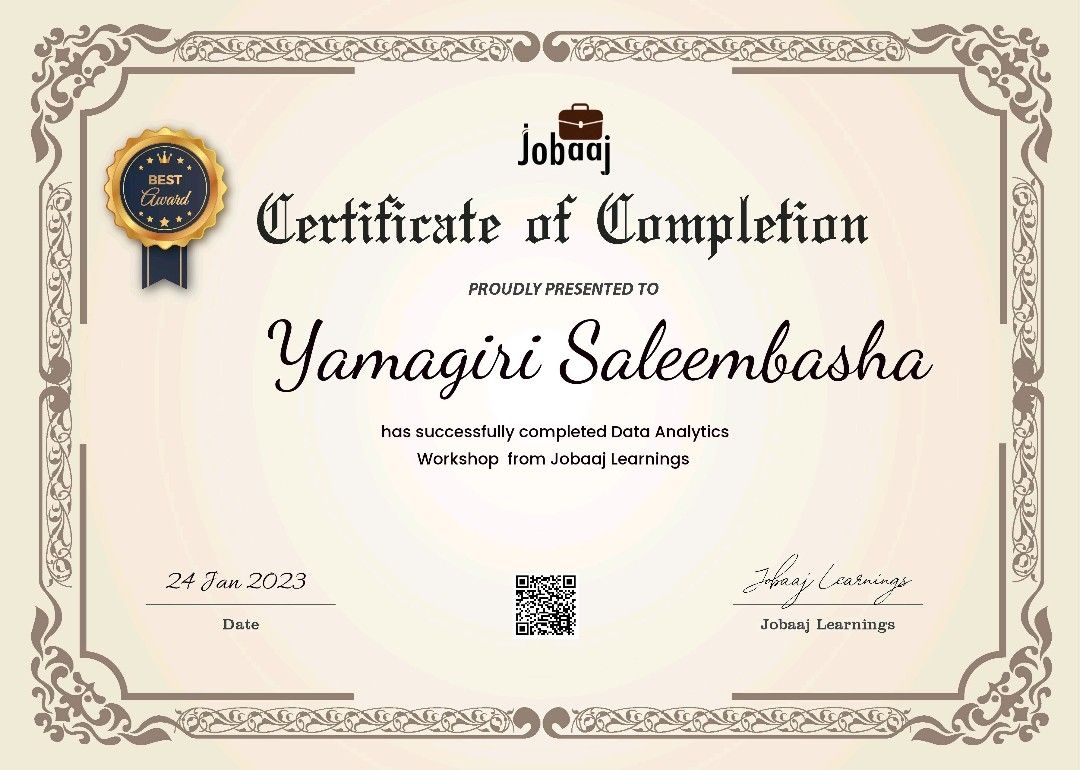 Jobaaj
BEST
Award
Certificate of Completion
PROUDLY PRESENTED TO
Yamagiri Saleembasha
has successfully completed Data Analytics
Workshop from Jobaaj Learnings
24 Jan 2023
Date
Jobaaj Learnings
Jobaaj Learnings